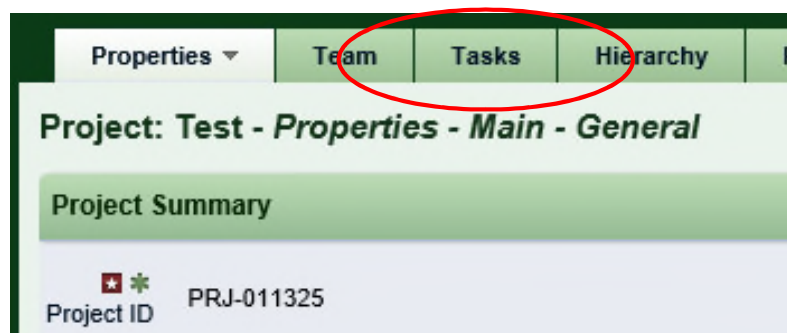 Properties Team Tasks Hierarchy
Project: Test - Properties - Main - General
Project Summary
Project ID PRJ-011325